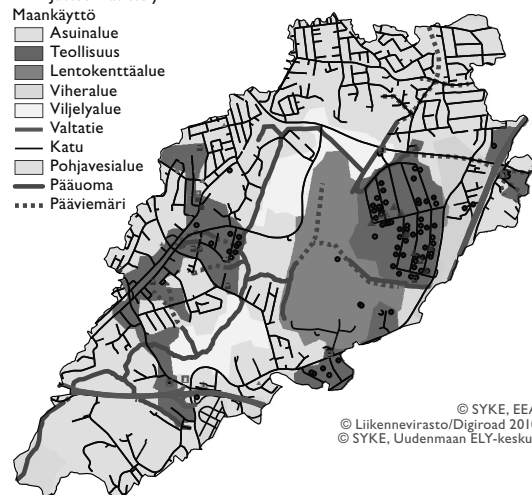 Maankäyttö
Asuinalue
Teollisuus
Lentokenttäalue
Viheralue
Viljelyalue
Valtatie
Katu
Pohjavesialue
Pääuoma
Pääviemäri
© SYKE, EEA
© Liikennevirasto/Digiroad 2010
© SYKE, Uudenmaan ELY-kesku